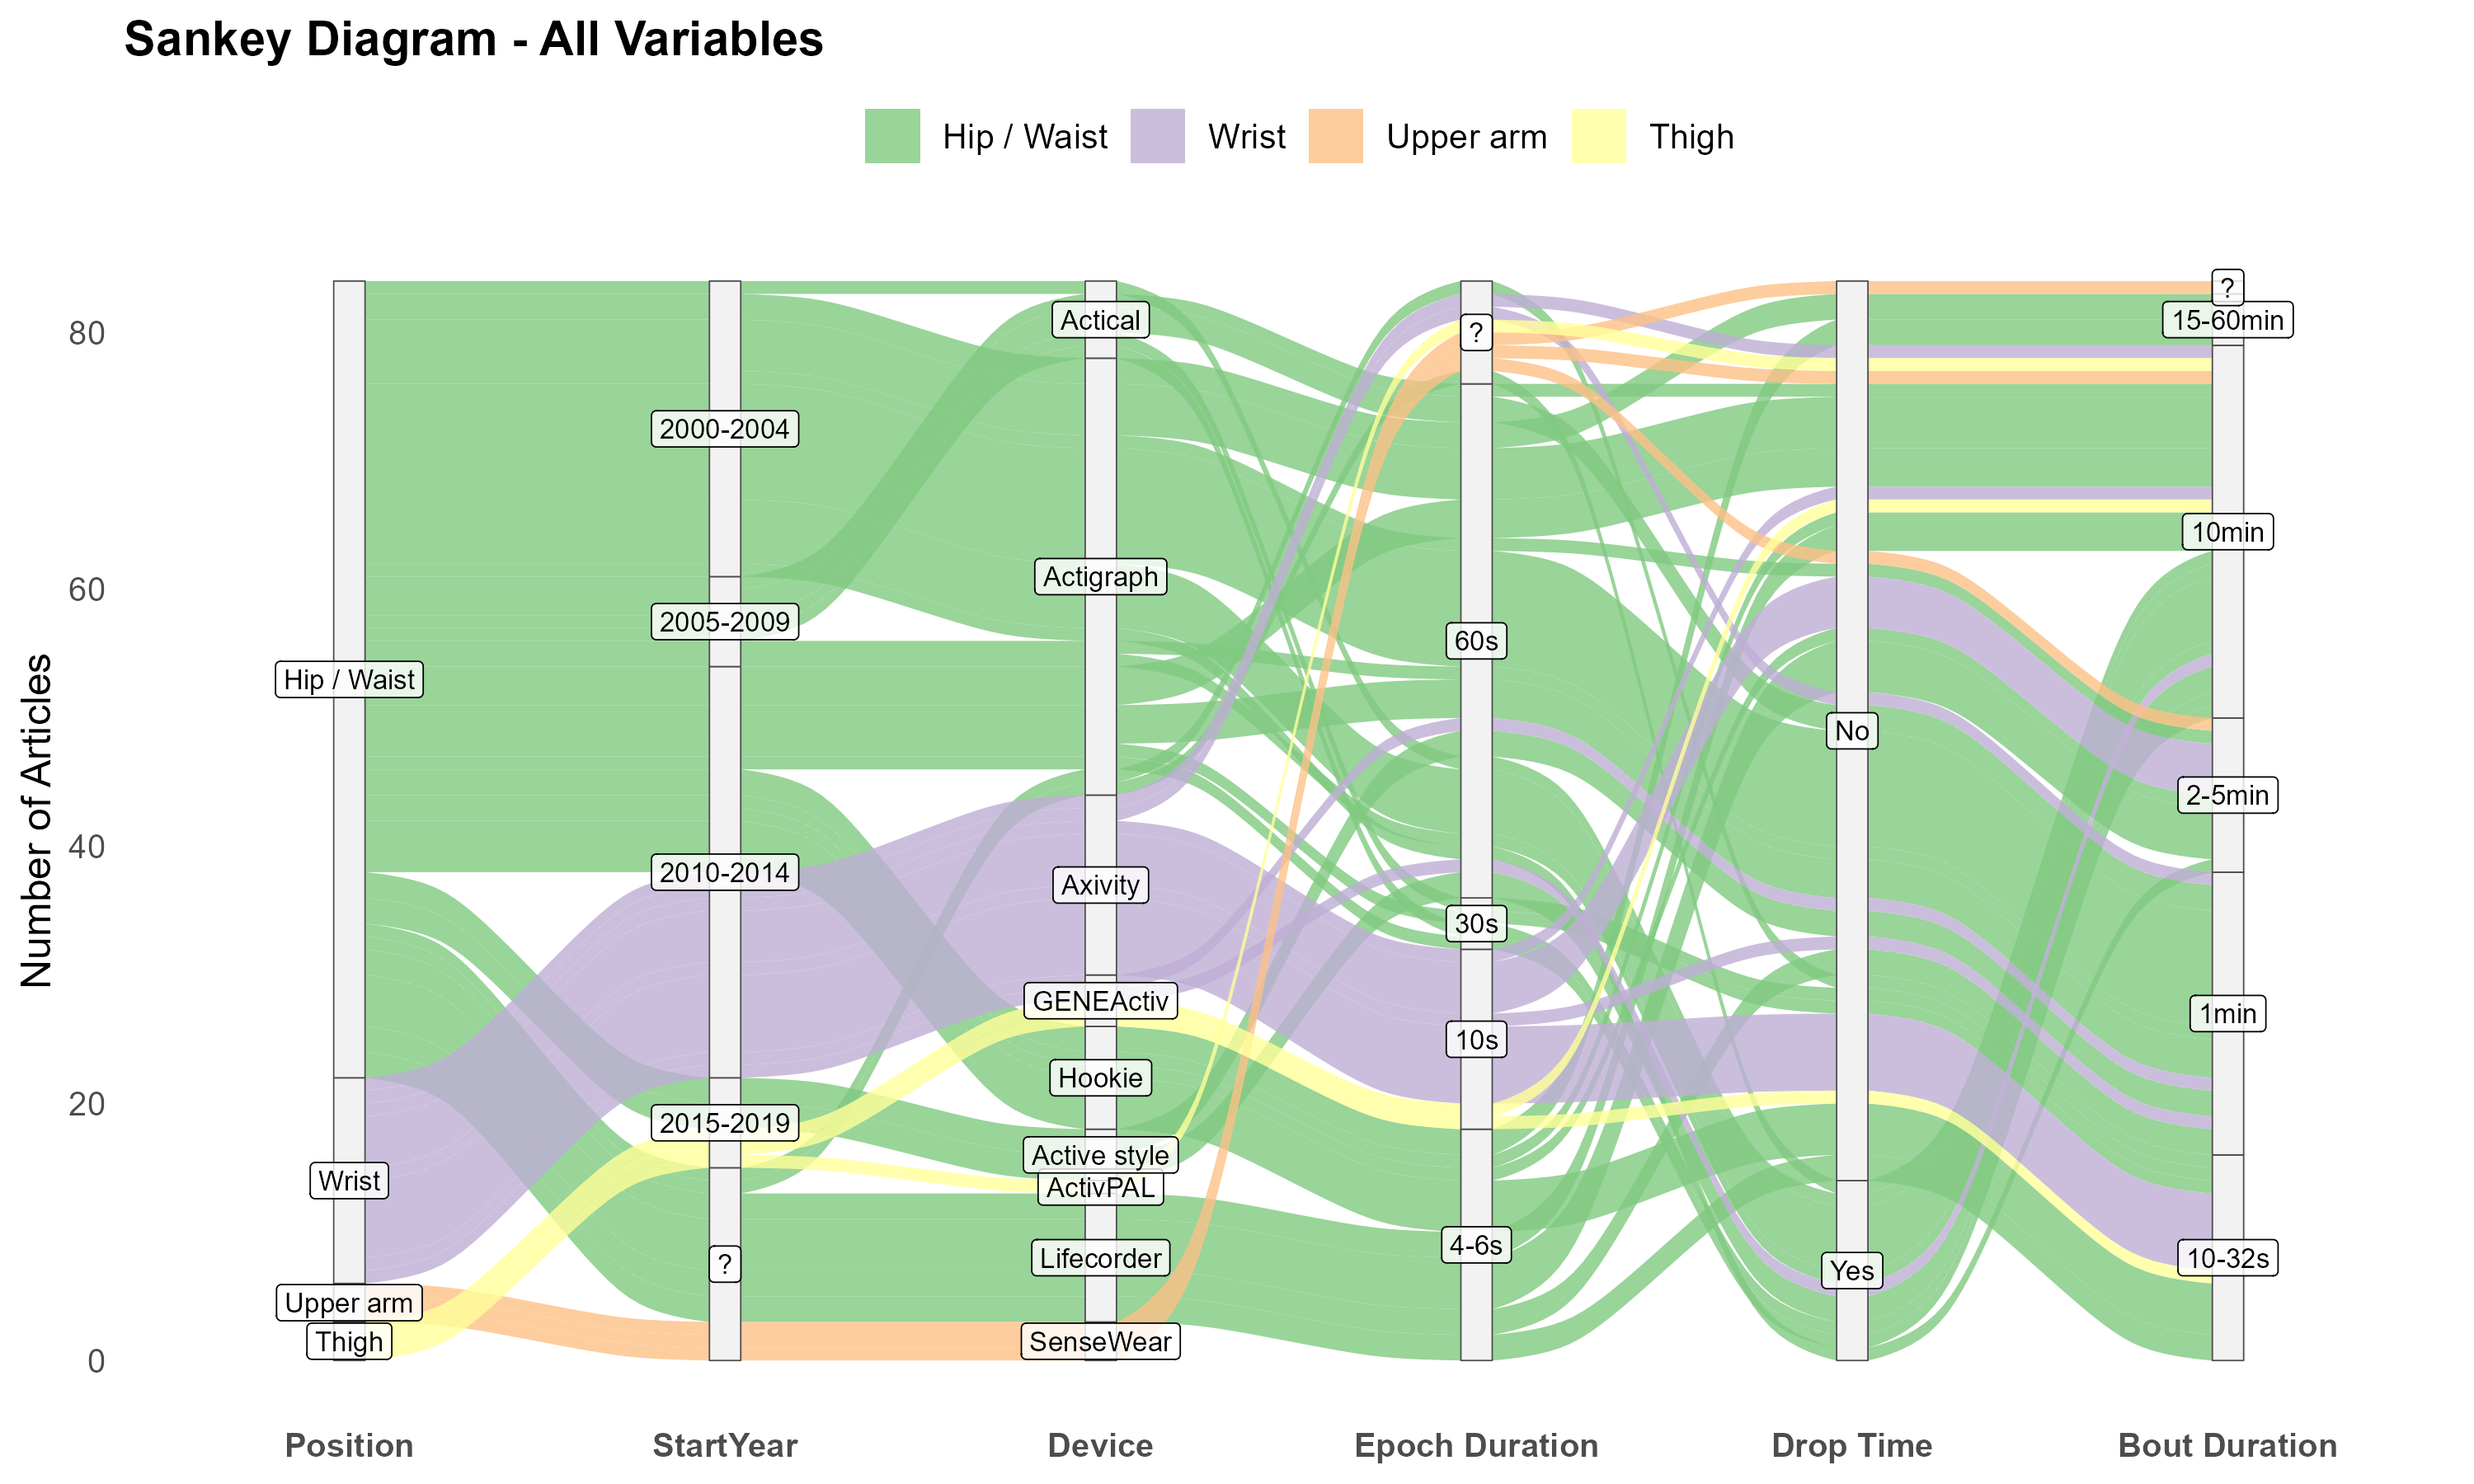 Sankey Diagram - All Variables
Hip / Waist
Wrist
Upper arm
Thigh
Number of Articles
80
60
40
20
0
Hip / Waist
Wrist
Upper arm
Thigh
2000-2004
2005-2009
2010-2014
2015-2019
?
Actical
Actigraph
Axivity
GENEActiv
Hookie
Active style
ActivPAL
Lifecorder
SenseWear
?
60s
30s
10s
4-6s
No
Yes
?
15-60min
10min
2-5min
1min
10-32s
Position
StartYear
Device
Epoch Duration
Drop Time
Bout Duration